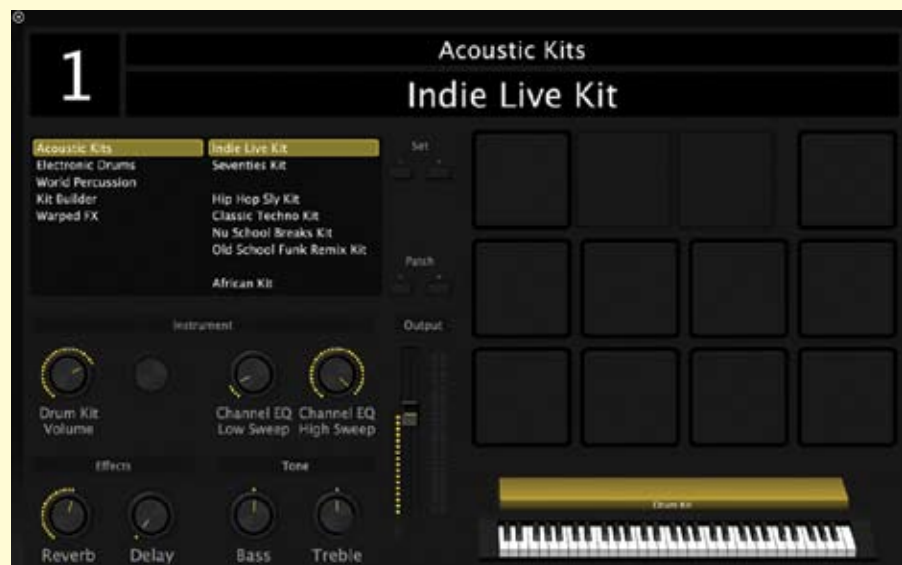 1
Acoustic Kits
Indie Live Kit
Acoustic Kits
Electronic Drums
World Percussion
Kit Builder
Warped FX
Indie Live Kit
Seventies Kit
Hip Hop Sly Kit
Classic Techno Kit
Nu School Breaks Kit
Old School Funk Remix Kit
African Kit
Set
Patch
Instrument
Output
Drum Kit
Volume
Channel EQ
Low Sweep
Channel EQ
High Sweep
Effects
Tone
Reverb
Delay
Bass
Treble
Drum Kit